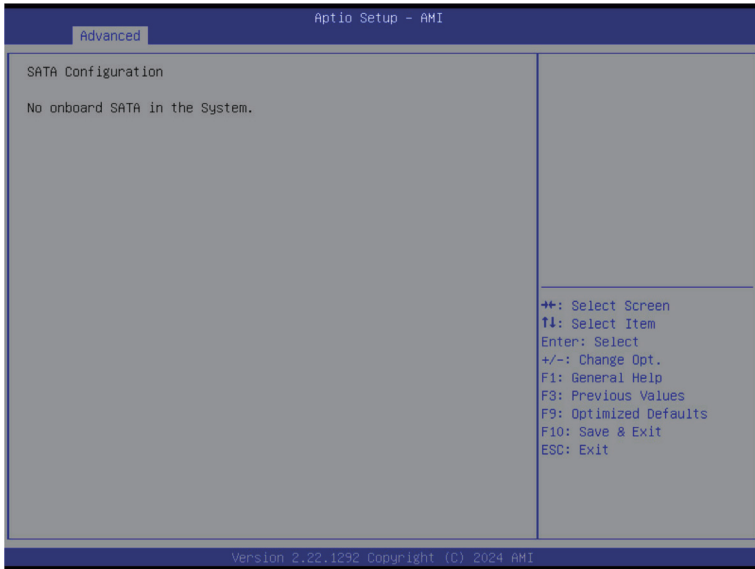 Aptio Setup – AMI
Advanced
SATA Configuration
No onboard SATA in the System.
→←: Select Screen
↑↓: Select Item
Enter: Select
+/-: Change Opt.
F1: General Help
F3: Previous Values
F9: Optimized Defaults
F10: Save & Exit
ESC: Exit
Version 2.22.1292 Copyright (C) 2024 AMI